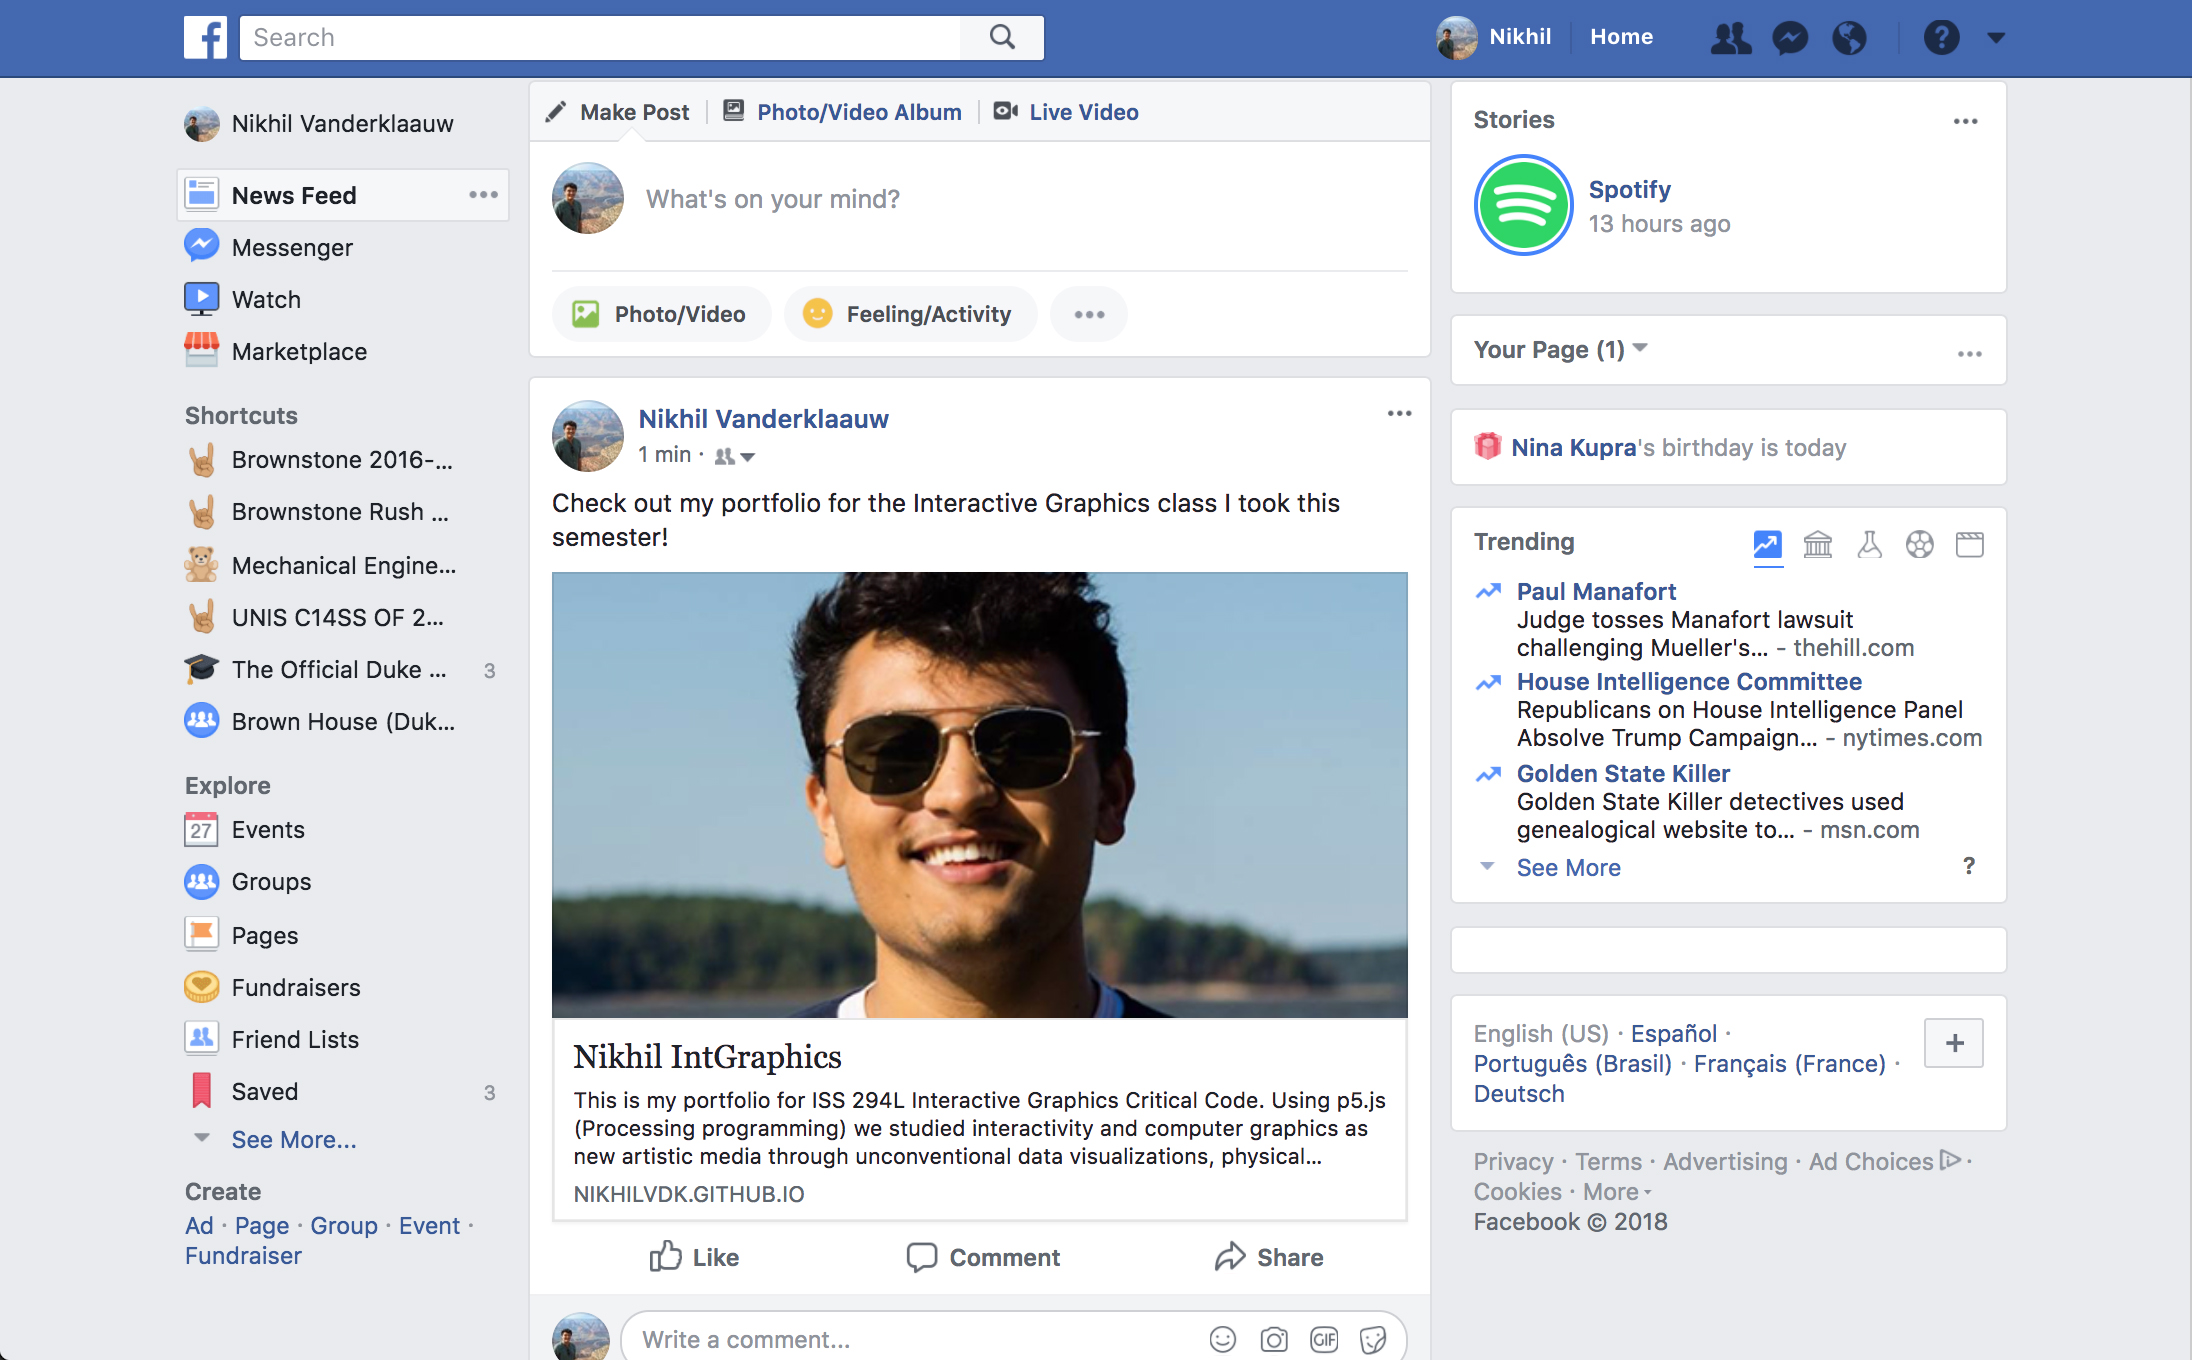 Search
Nikhil
Home
Nikhil Vanderklaauw
News Feed
Messenger
Watch
Marketplace
Shortcuts
Brownstone 2016-...
Brownstone Rush ...
Mechanical Engine...
UNIS C14SS OF 2...
The Official Duke ... 3
Brown House (Duk...
Explore
27
Events
Groups
Pages
Fundraisers
Friend Lists
Saved 3
See More...
Create
Ad · Page · Group · Event ·
Fundraiser
Make Post
Photo/Video Album
Live Video
What's on your mind?
Photo/Video
Feeling/Activity
Nikhil Vanderklaauw
1 min ·
Check out my portfolio for the Interactive Graphics class I took this
semester!
Nikhil IntGraphics
This is my portfolio for ISS 294L Interactive Graphics Critical Code. Using p5.js
(Processing programming) we studied interactivity and computer graphics as
new artistic media through unconventional data visualizations, physical...
NIKHILVDK.GITHUB.IO
Like
Comment
Share
Write a comment...
GIF
Stories
Spotify
13 hours ago
Your Page (1)
Nina Kupra's birthday is today
Trending
Paul Manafort
Judge tosses Manafort lawsuit
challenging Mueller's... - thehill.com
House Intelligence Committee
Republicans on House Intelligence Panel
Absolve Trump Campaign... - nytimes.com
Golden State Killer
Golden State Killer detectives used
genealogical website to... - msn.com
See More ?
English (US) · Español ·
Português (Brasil) · Français (France) ·
Deutsch
+
Privacy · Terms · Advertising · Ad Choices ·
Cookies · More
Facebook © 2018